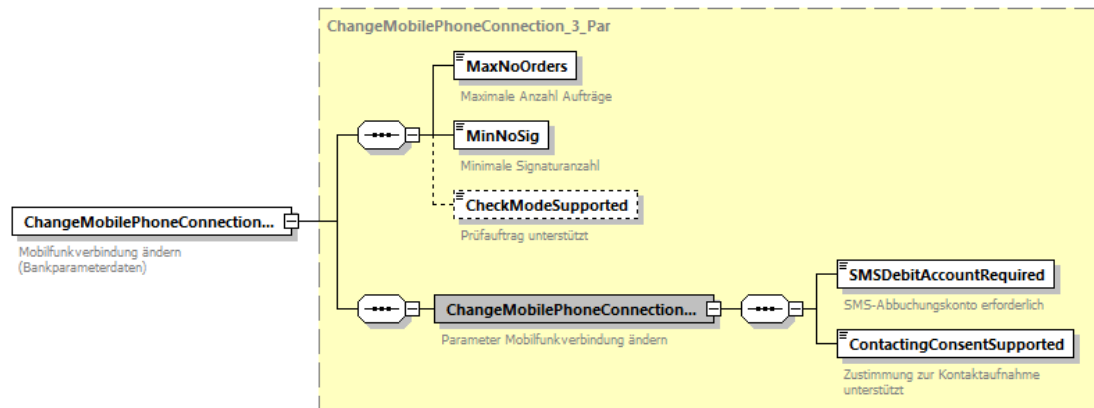 ChangeMobilePhoneConnection_3_Par
MaxNoOrders
Maximale Anzahl Aufträge
MinNoSig
Minimale Signaturanzahl
CheckModeSupported
Prüfauftrag unterstützt
ChangeMobilePhoneConnection...
Mobilfunkverbindung ändern
(Bankparameterdaten)
ChangeMobilePhoneConnection...
Parameter Mobilfunkverbindung ändern
SMSDebitAccountRequired
SMS-Abbuchungskonto erforderlich
ContactingConsentSupported
Zustimmung zur Kontaktaufnahme
unterstützt